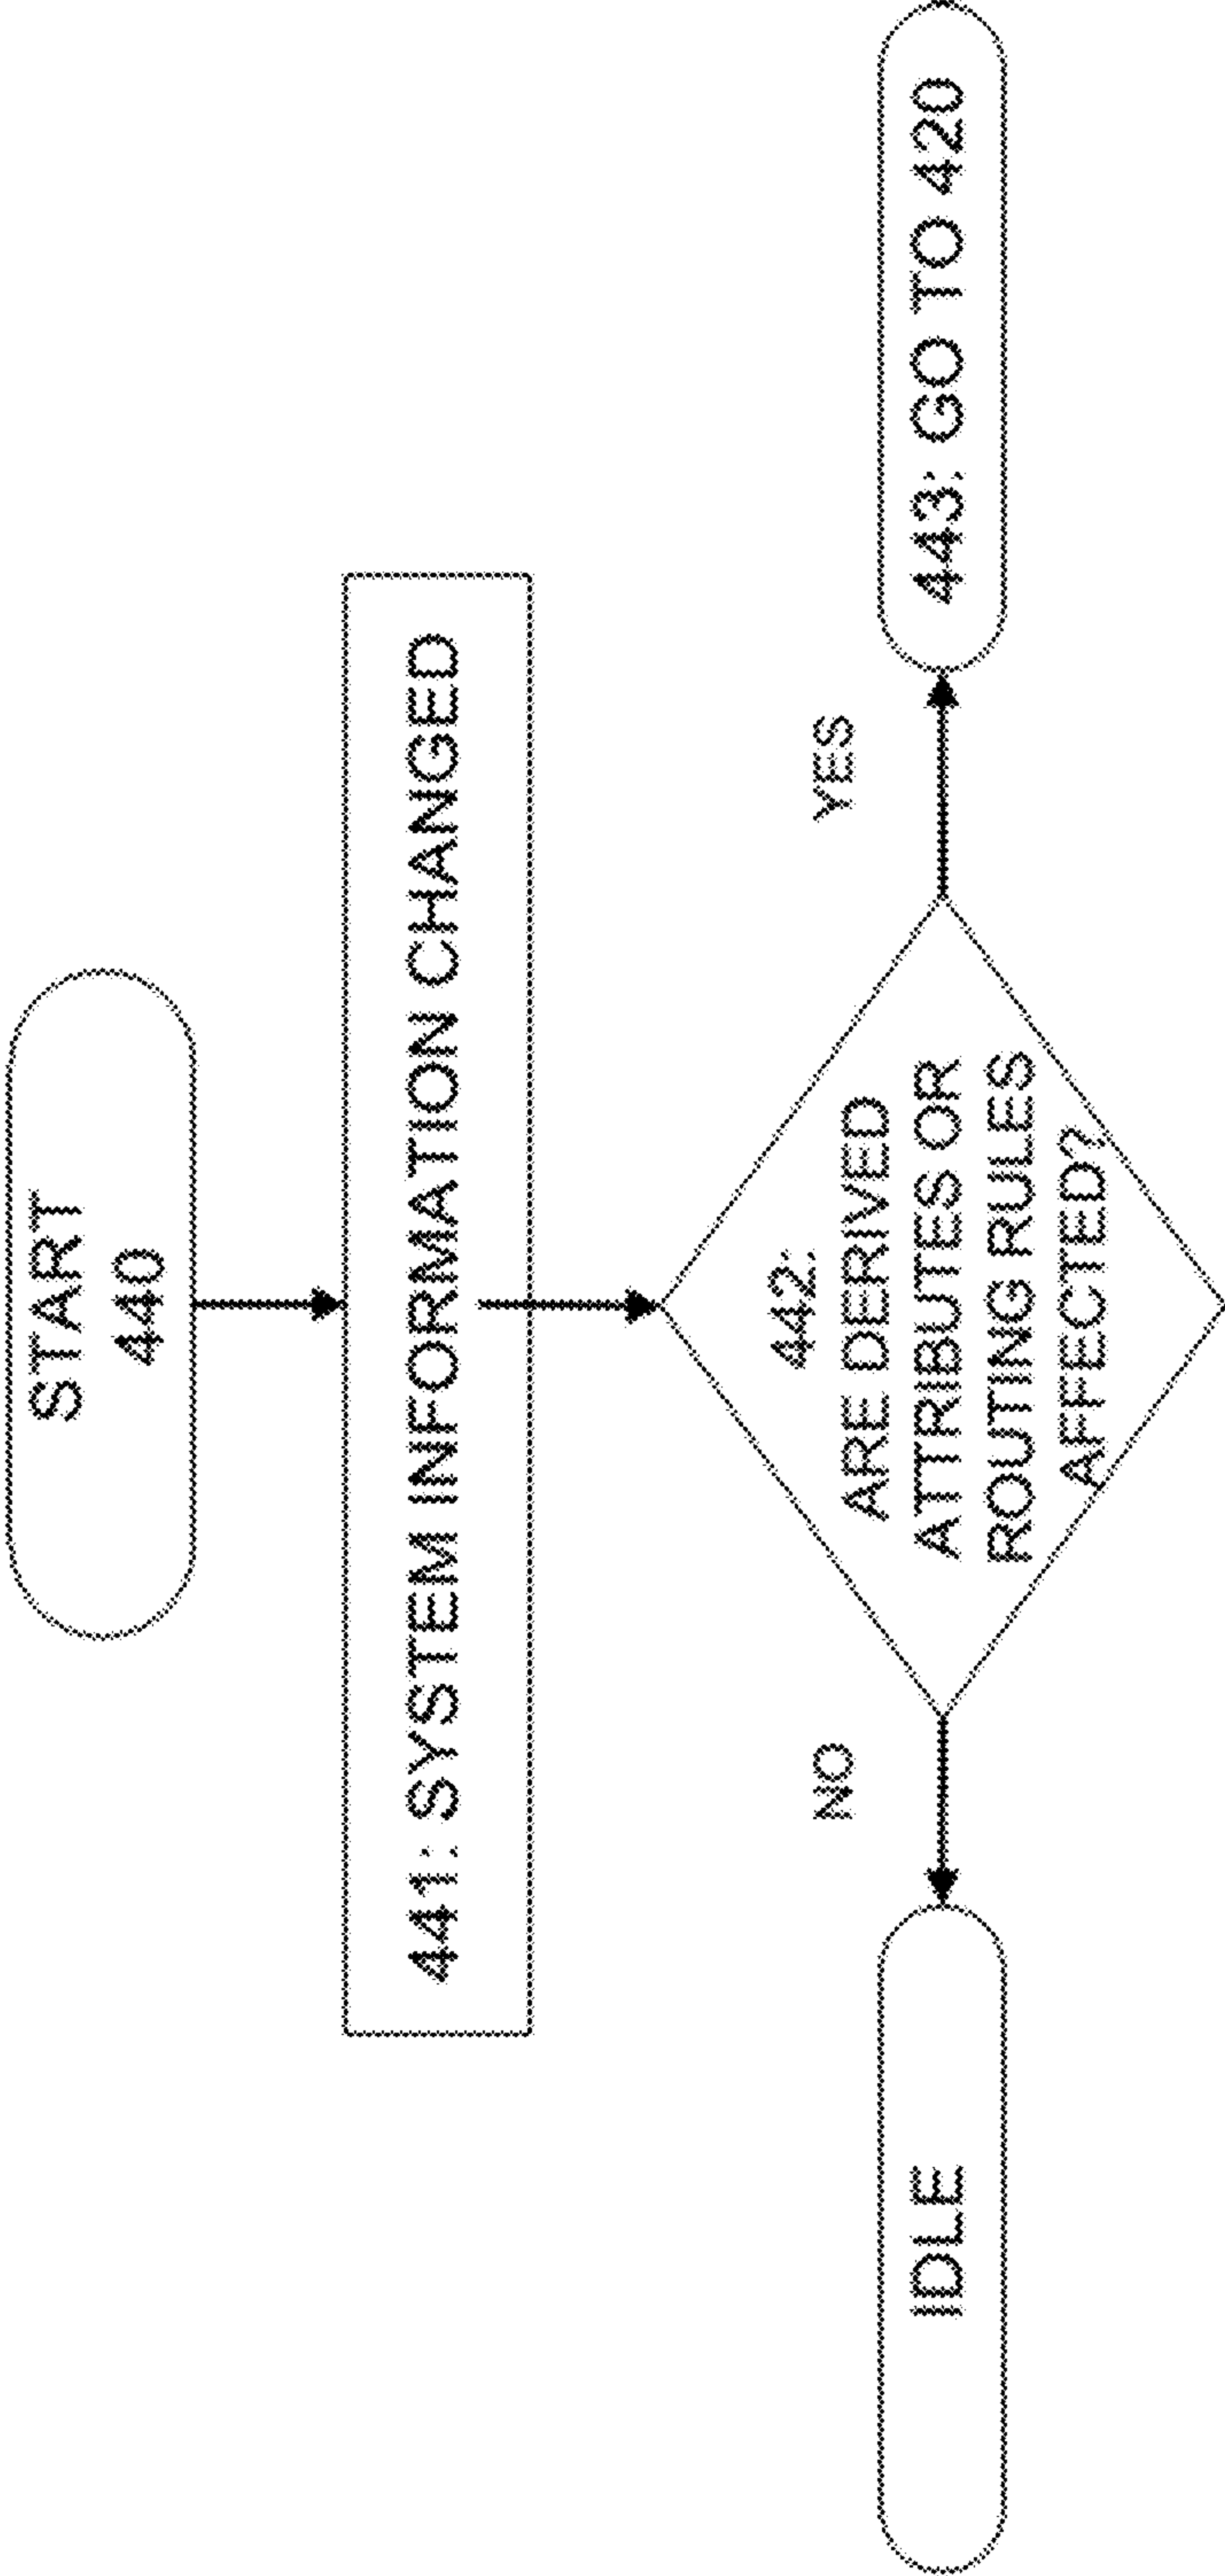 START
440
441: SYSTEM INFORMATION CHANGED
442:
ARE DERIVED
ATTRIBUTES OR
ROUTING RULES
AFFECTED?
NO
YES
IDLE
443: GO TO 420